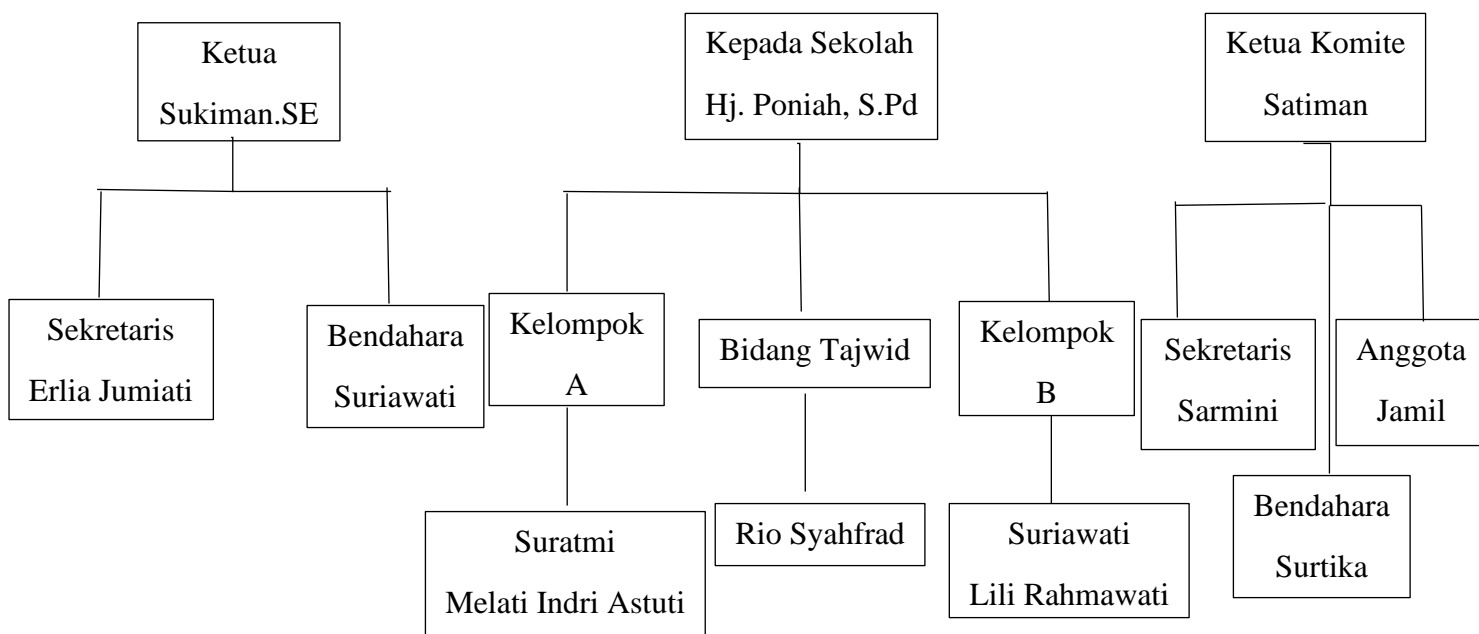 Ketua
Sukiman.SE
Kepada Sekolah
Hj. Poniah, S.Pd
Ketua Komite
Satiman
Sekretaris
Erlia Jumiati
Bendahara
Suriawati
Kelompok
A
Bidang Tajwid
Kelompok
B
Sekretaris
Sarmini
Anggota
Jamil
Suratmi
Melati Indri Astuti
Rio Syahfrad
Suriawati
Lili Rahmawati
Bendahara
Surtika